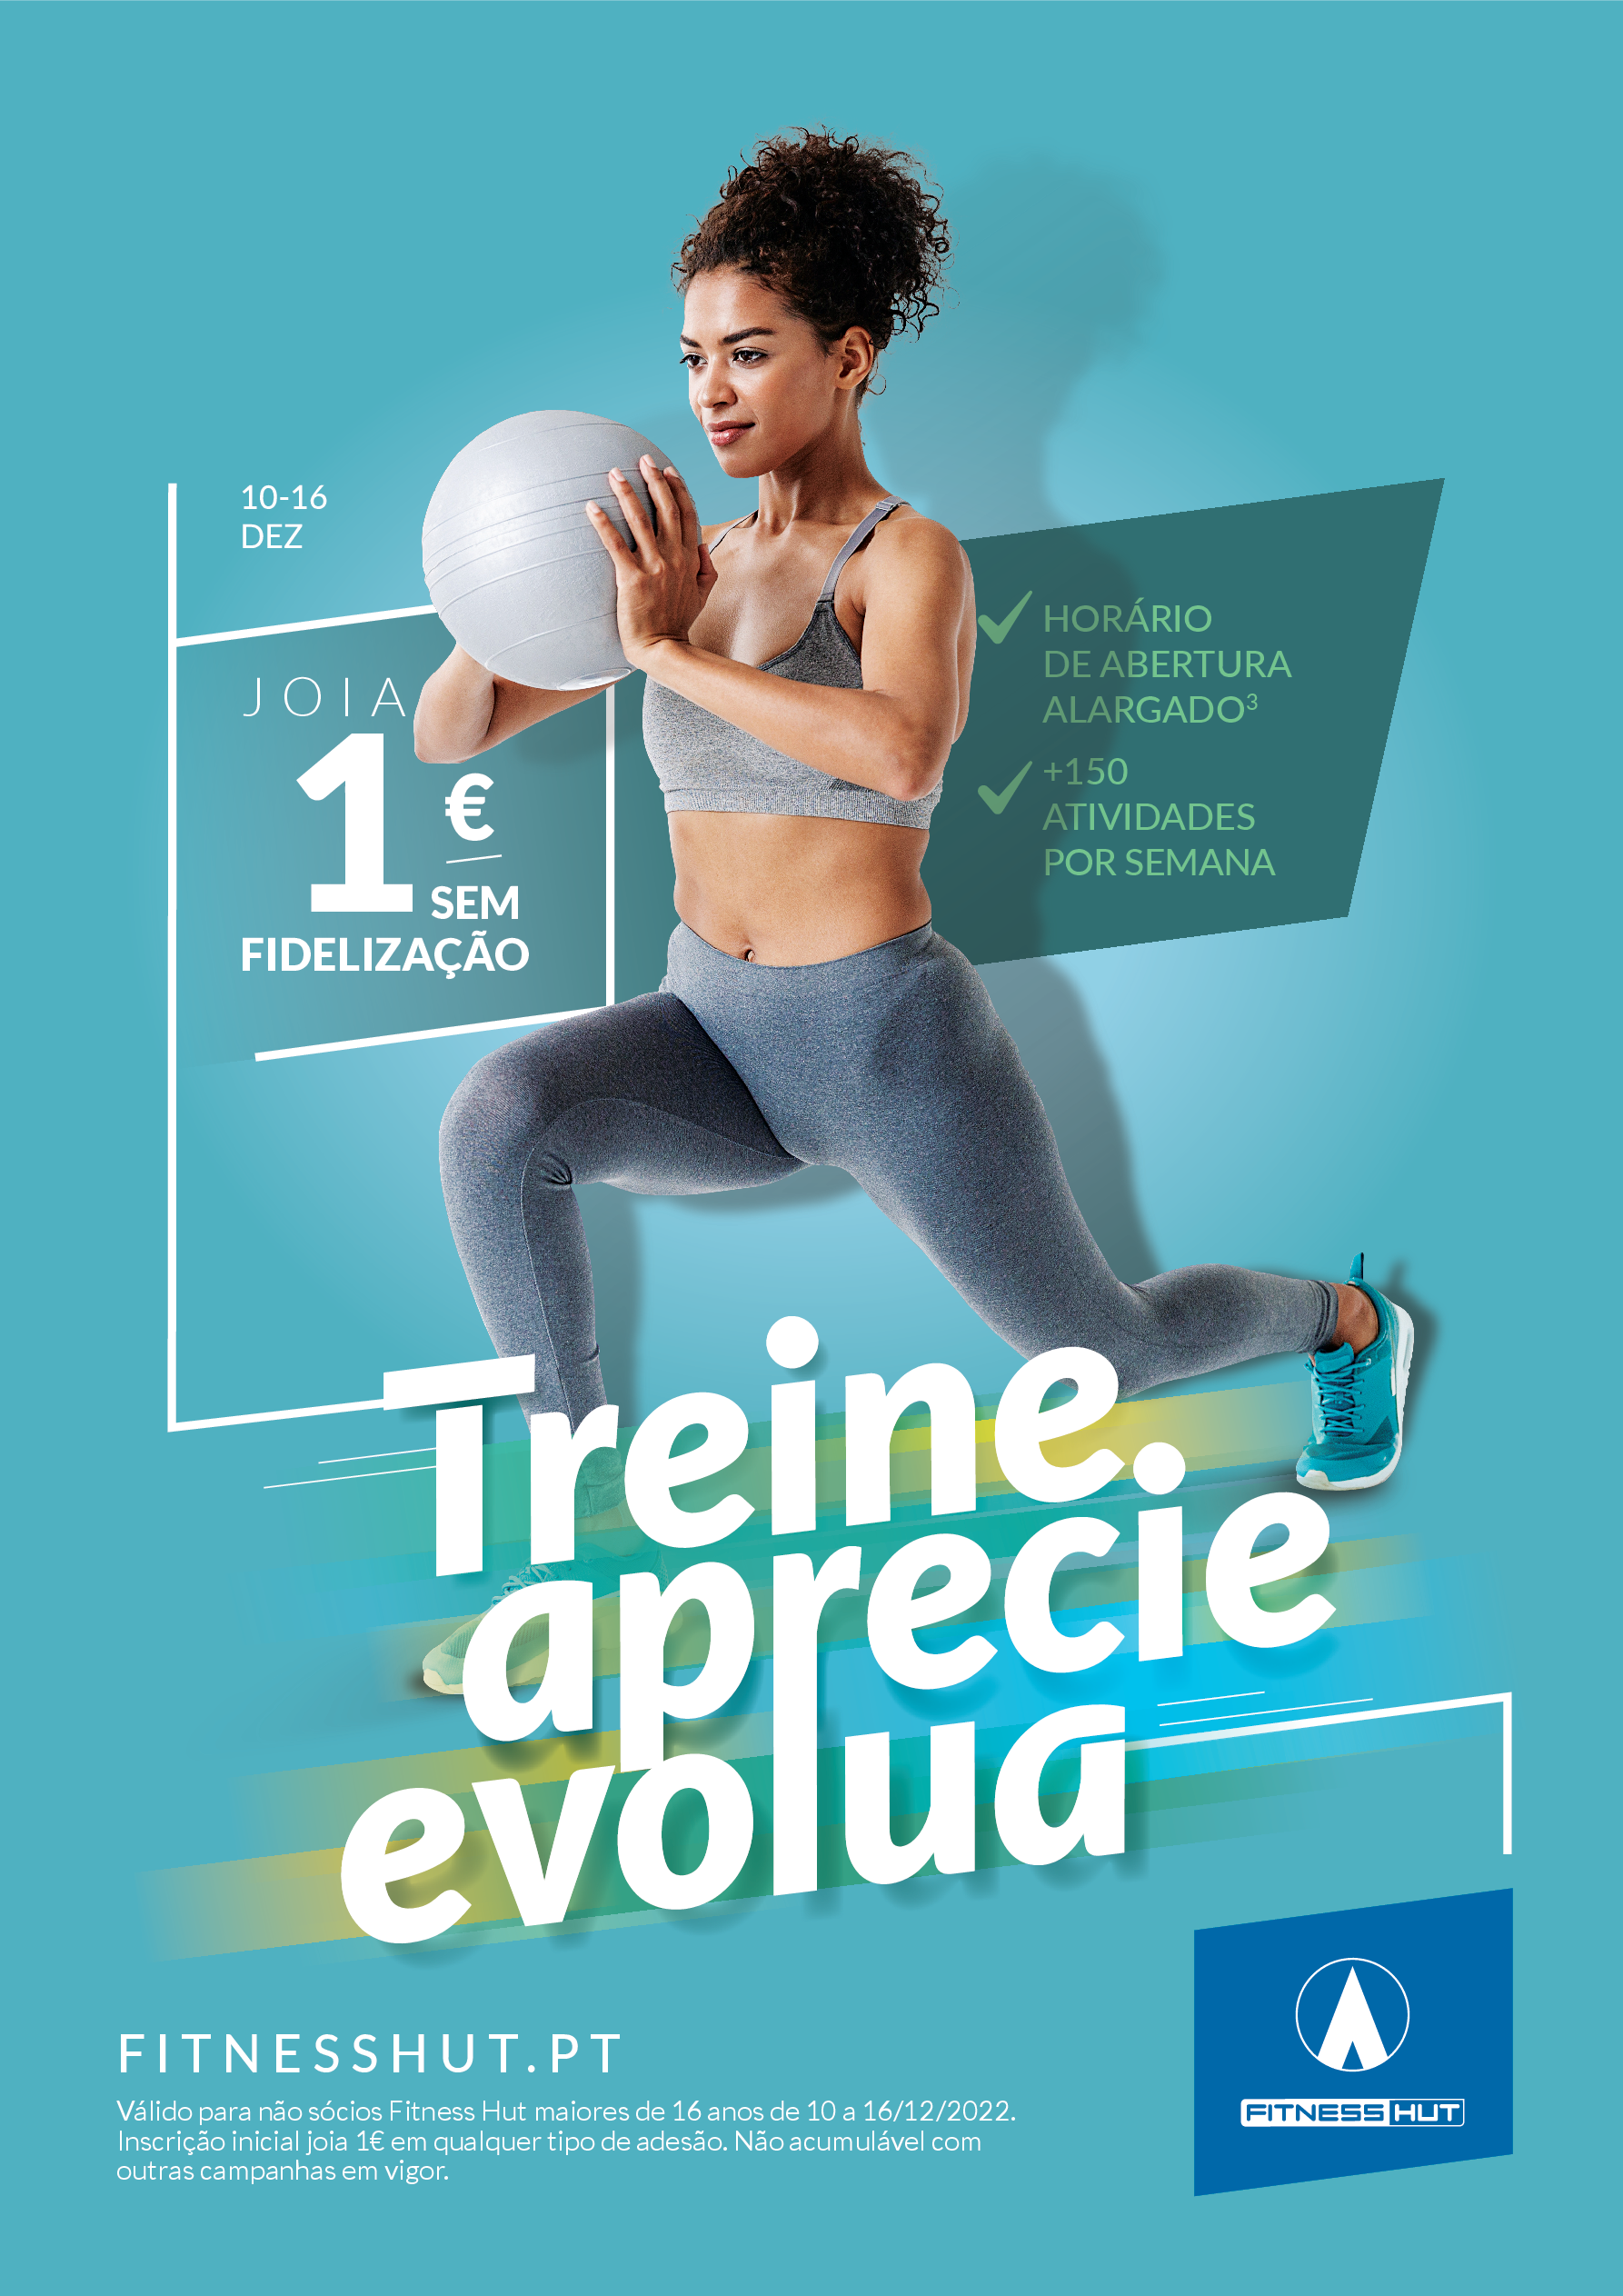 10-16
DEZ
JOIA
1 €
SEM
FIDELIZAÇÃO
HORÁRIO
DE ABERTURA
ALARGADO³
+150
ATIVIDADES
POR SEMANA
Treine
aprecie
evolua
FITNESSHUT.PT
Válido para não sócios Fitness Hut maiores de 16 anos de 10 a 16/12/2022.
Inscrição inicial joia 1€ em qualquer tipo de adesão. Não acumulável com
outras campanhas em vigor.
FITNESS HUT